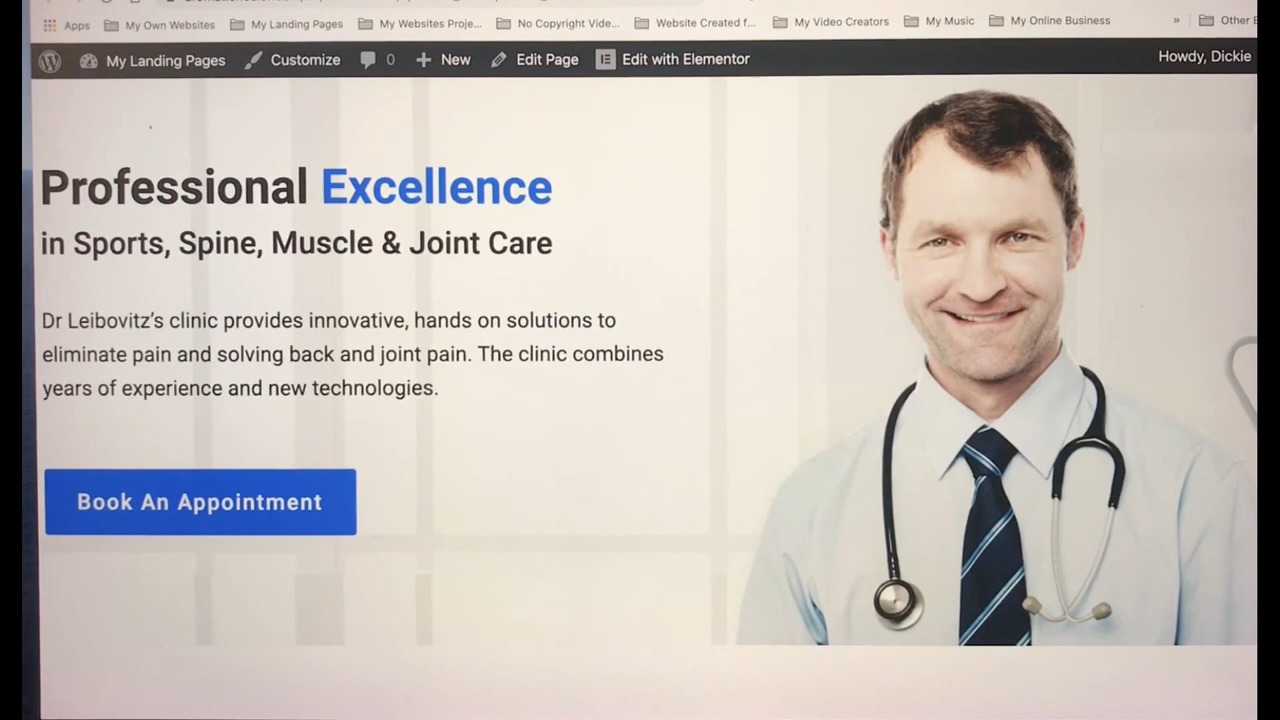 Apps My Own Websites My Landing Pages My Websites Proje... No Copyright Vide... Website Created f... My Video Creators My Music My Online Business » Other
My Landing Pages Customize 0 New Edit Page Edit with Elementor Howdy, Dickie
Professional Excellence
in Sports, Spine, Muscle & Joint Care
Dr Leibovitz's clinic provides innovative, hands on solutions to
eliminate pain and solving back and joint pain. The clinic combines
years of experience and new technologies.
Book An Appointment